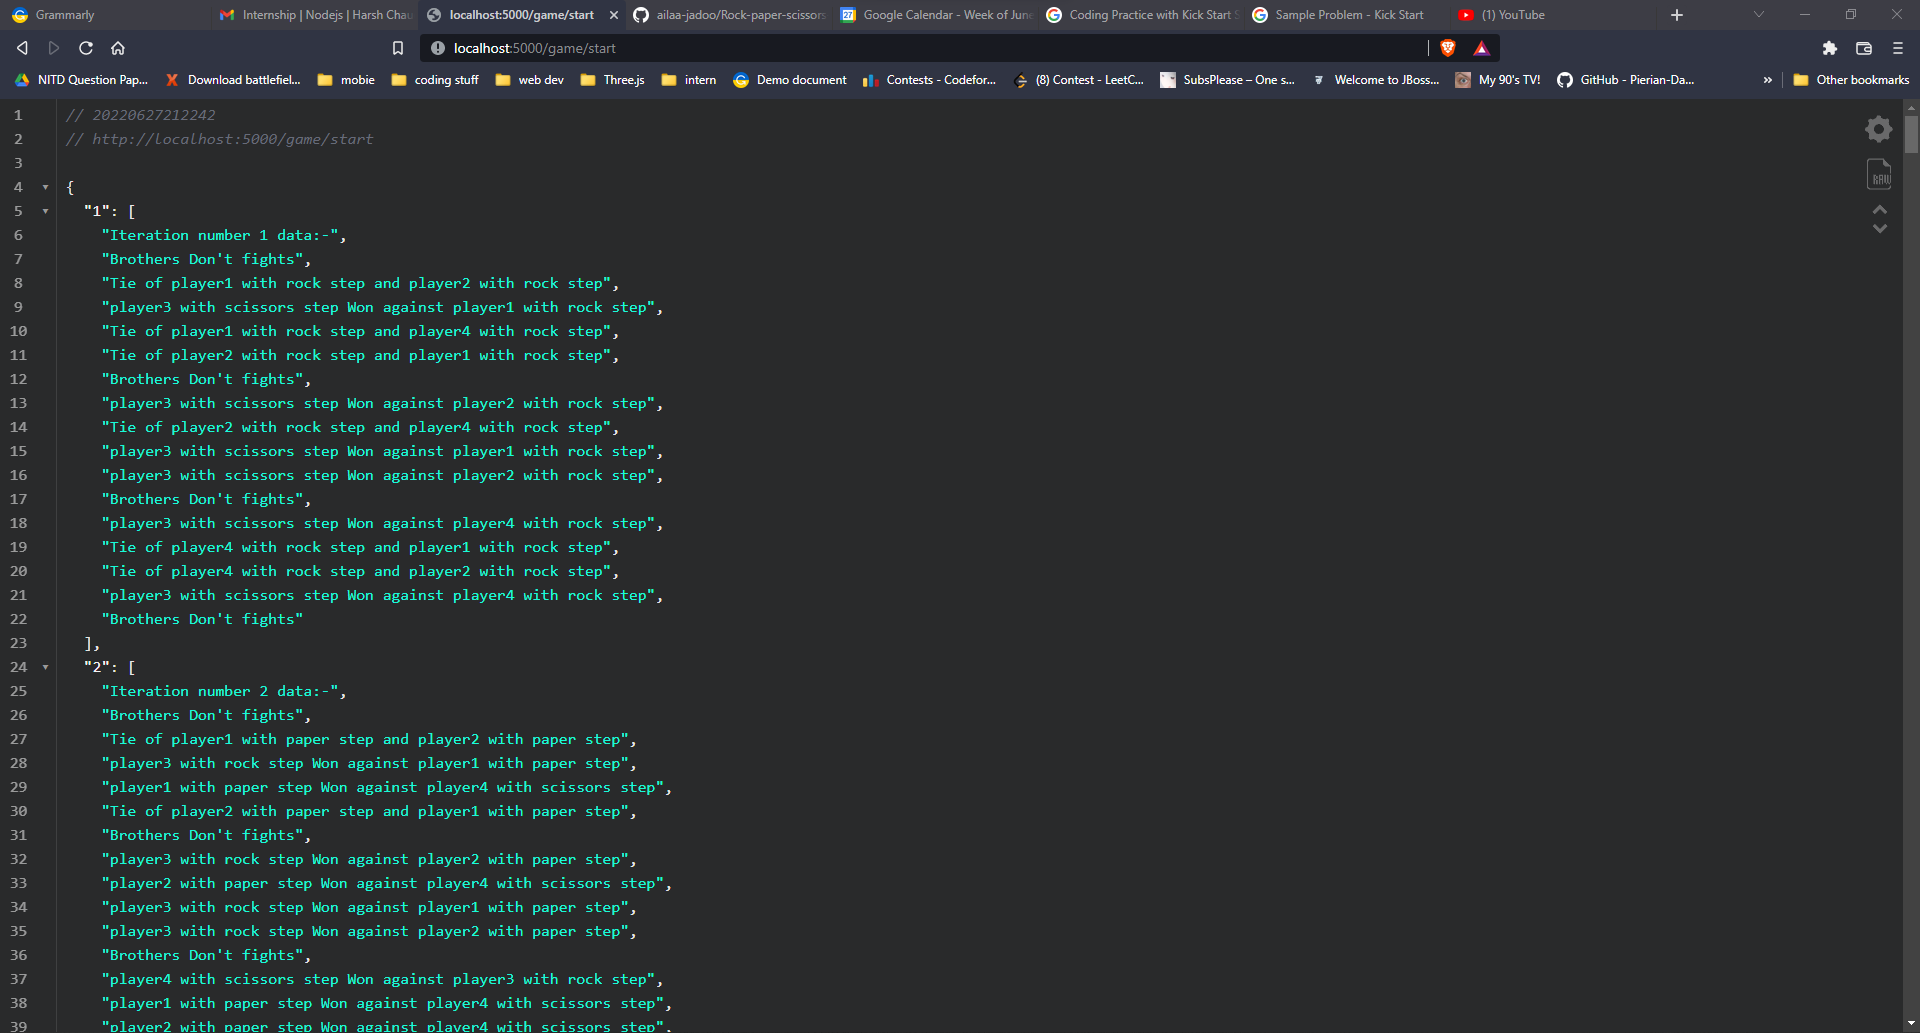 Grammarly
Internship | Nodejs | Harsh Chau
localhost:5000/game/start
ailaa-jadoo/Rock-paper-scissors
Google Calendar - Week of June
Coding Practice with Kick Start S
Sample Problem - Kick Start
(1) YouTube
localhost:5000/game/start
NITD Question Pap...
Download battlefiel...
mobie
coding stuff
web dev
Three.js
intern
Demo document
Contests - Codefor...
(8) Contest - LeetC...
SubsPlease – One s...
Welcome to JBoss...
My 90's TV!
GitHub - Pierian-Da...
»
Other bookmarks
1 // 20220627212242
2 // http://localhost:5000/game/start
3
4 {
5 "1": [
6 "Iteration number 1 data:-",
7 "Brothers Don't fights",
8 "Tie of player1 with rock step and player2 with rock step",
9 "player3 with scissors step Won against player1 with rock step",
10 "Tie of player1 with rock step and player4 with rock step",
11 "Tie of player2 with rock step and player1 with rock step",
12 "Brothers Don't fights",
13 "player3 with scissors step Won against player2 with rock step",
14 "Tie of player2 with rock step and player4 with rock step",
15 "player3 with scissors step Won against player1 with rock step",
16 "player3 with scissors step Won against player2 with rock step",
17 "Brothers Don't fights",
18 "player3 with scissors step Won against player4 with rock step",
19 "Tie of player4 with rock step and player1 with rock step",
20 "Tie of player4 with rock step and player2 with rock step",
21 "player3 with scissors step Won against player4 with rock step",
22 "Brothers Don't fights"
23 ],
24 "2": [
25 "Iteration number 2 data:-",
26 "Brothers Don't fights",
27 "Tie of player1 with paper step and player2 with paper step",
28 "player3 with rock step Won against player1 with paper step",
29 "player1 with paper step Won against player4 with scissors step",
30 "Tie of player2 with paper step and player1 with paper step",
31 "Brothers Don't fights",
32 "player3 with rock step Won against player2 with paper step",
33 "player2 with paper step Won against player4 with scissors step",
34 "player3 with rock step Won against player1 with paper step",
35 "player3 with rock step Won against player2 with paper step",
36 "Brothers Don't fights",
37 "player4 with scissors step Won against player3 with rock step",
38 "player1 with paper step Won against player4 with scissors step",
39 "player2 with paper step Won against player4 with scissors step",
RAW